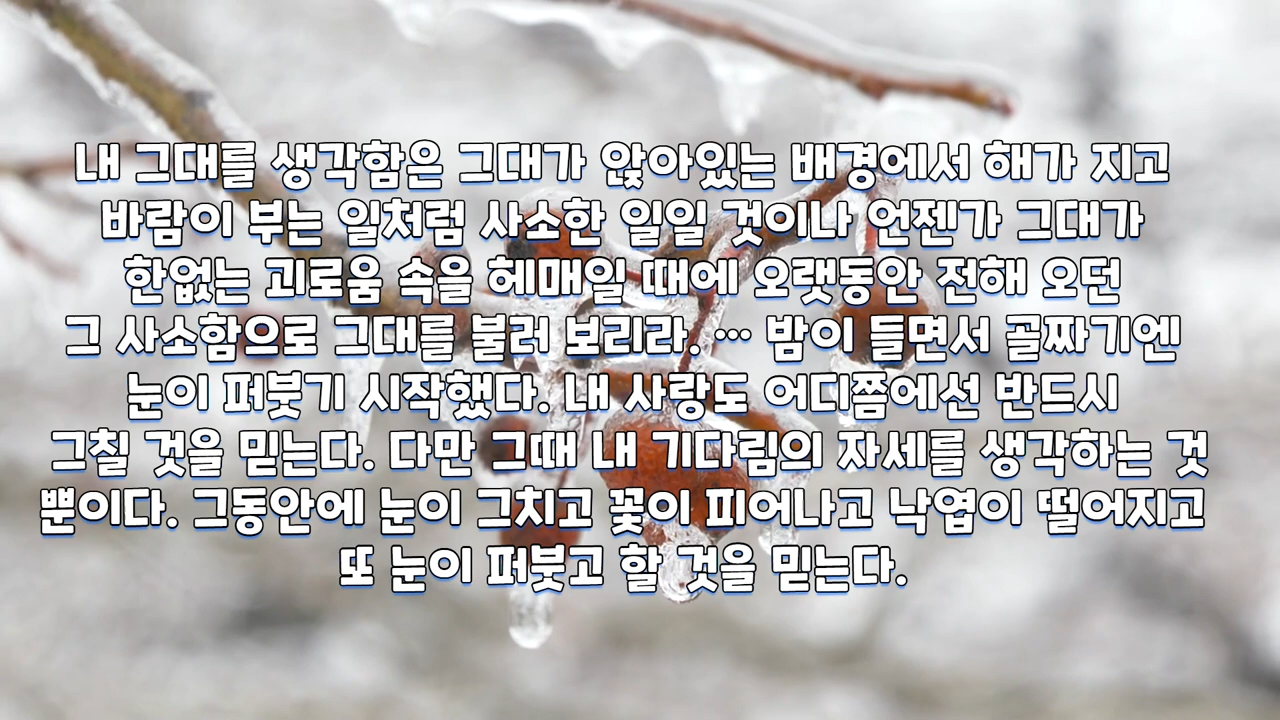 내 그대를 생각함은 그대가 앉아있는 배경에서 해가 지고
바람이 부는 일처럼 사소한 일일 것이나 언젠가 그대가
한없는 괴로움 속을 헤매일 때에 오랫동안 전해 오던
그 사소함으로 그대를 불러 보리라. … 밤이 들면서 골짜기엔
눈이 퍼붓기 시작했다. 내 사랑도 어디쯤에선 반드시
그칠 것을 믿는다. 다만 그때 내 기다림의 자세를 생각하는 것
뿐이다. 그동안에 눈이 그치고 꽃이 피어나고 낙엽이 떨어지고
또 눈이 퍼붓고 할 것을 믿는다.